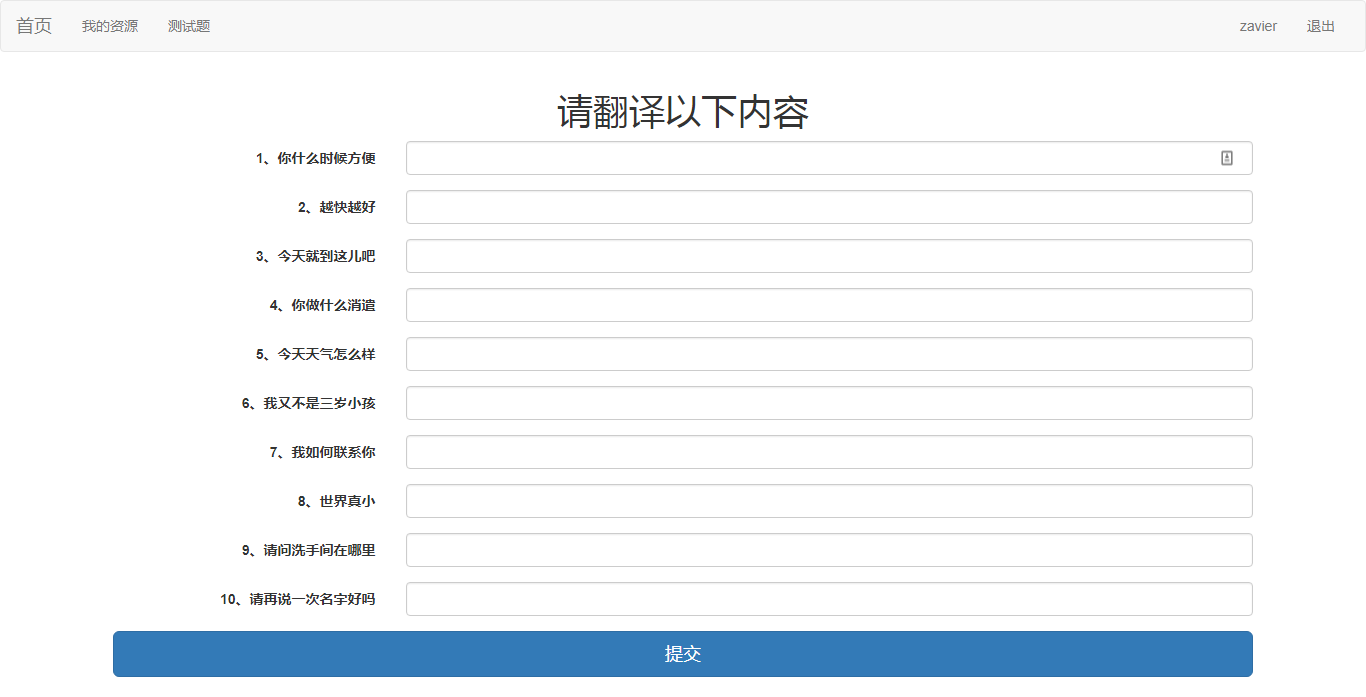 首页 我的资源 测试题 zavier 退出
请翻译以下内容
1、你什么时候方便
2、越快越好
3、今天就到这儿吧
4、你做什么消遣
5、今天天气怎么样
6、我又不是三岁小孩
7、我如何联系你
8、世界真小
9、请问洗手间在哪里
10、请再说一次名字好吗
提交